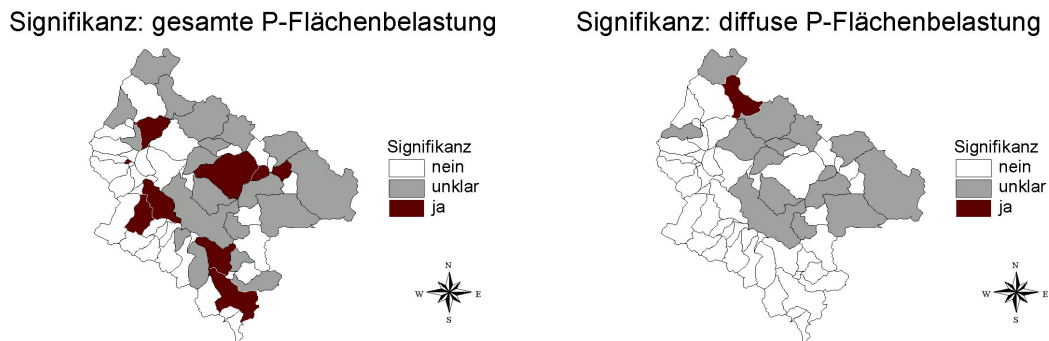 Signifikanz: gesamte P-Flächenbelastung
Signifikanz
nein
unklar
ja
N
W E
S
Signifikanz: diffuse P-Flächenbelastung
Signifikanz
nein
unklar
ja
N
W E
S